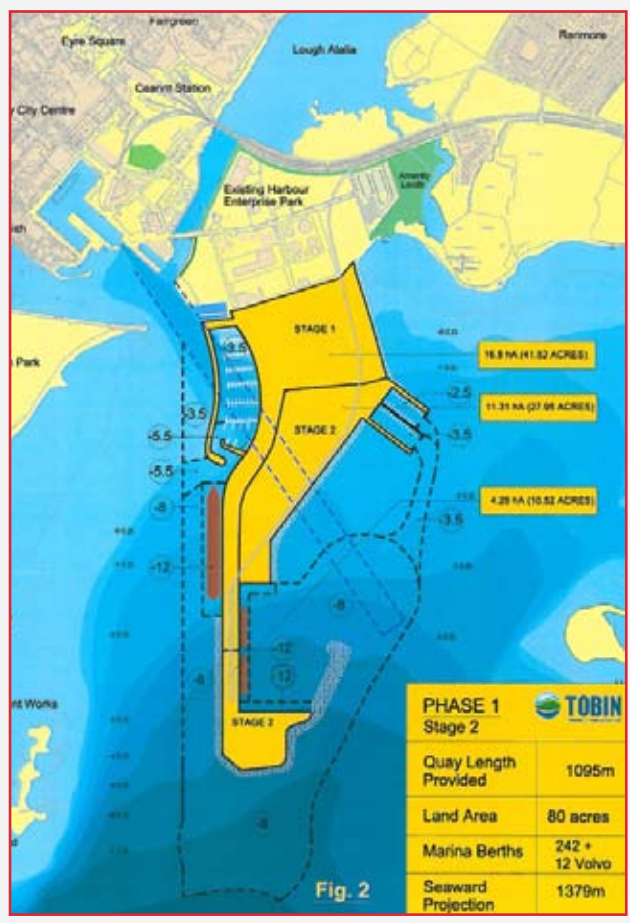 Fairgreen
Eyre Square
Lough Atalia
Renmore
Ceannt Station
City Centre
Existing Harbour
Enterprise Park
Amenity
Lands
Park
STAGE 1
16.8 hA (41.52 ACRES)
-3.5
-2.5
-3.5
11.31 hA (27.95 ACRES)
STAGE 2
-5.5
-3.5
-5.5
4.26 hA (10.52 ACRES)
-8
-3.5
-12
-8
-12
-12
-8
nt Works
STAGE 2
-8
PHASE 1
Stage 2
TOBIN
Quay Length
Provided
1095m
Land Area
80 acres
Marina Berths
242 +
12 Volvo
Seaward
Projection
1379m
Fig. 2